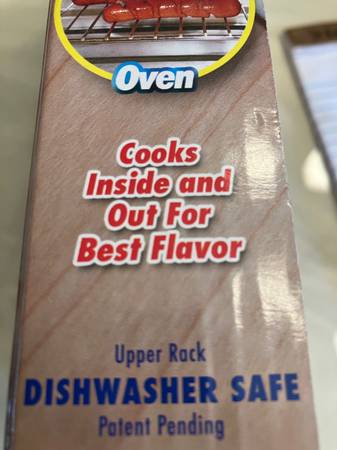 Oven
Cooks
Inside and
Out For
Best Flavor
Upper Rack
DISHWASHER SAFE
Patent Pending